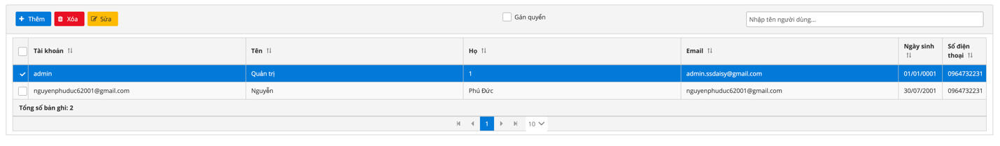 Thêm Xóa Sửa Gán quyền Nhập tên người dùng...
Tài khoản Tên Họ Email Ngày sinh Số điện thoại
admin Quản trị 1 admin.ssdaisy@gmail.com 01/01/0001 0964732231
nguyenphuduc62001@gmail.com Nguyễn Phú Đức nguyenphuduc62001@gmail.com 30/07/2001 0964732231
Tổng số bản ghi: 2
1 10